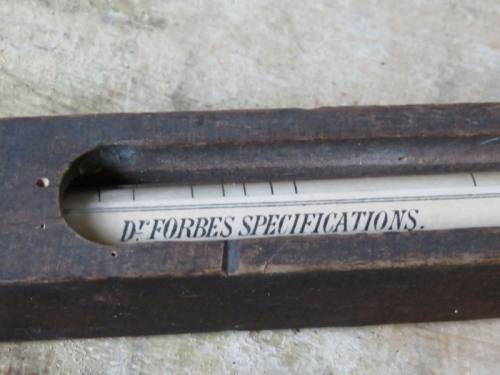 Dr. FORBES SPECIFICATIONS.